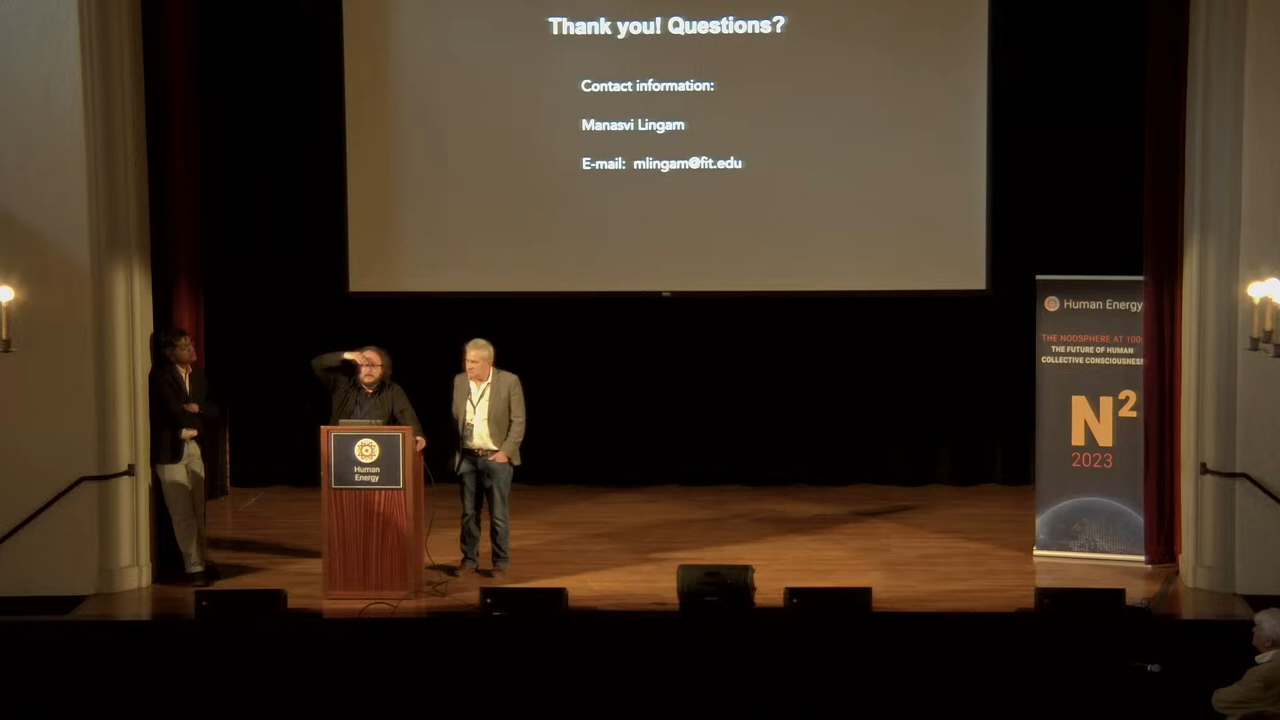 Thank you! Questions?
Contact information:
Manasvi Lingam
E-mail: mlingam@fit.edu
Human
Energy
Human Energy
THE NOOSPHERE AT 100
THE FUTURE OF HUMAN
COLLECTIVE CONSCIOUSNESS
N²
2023